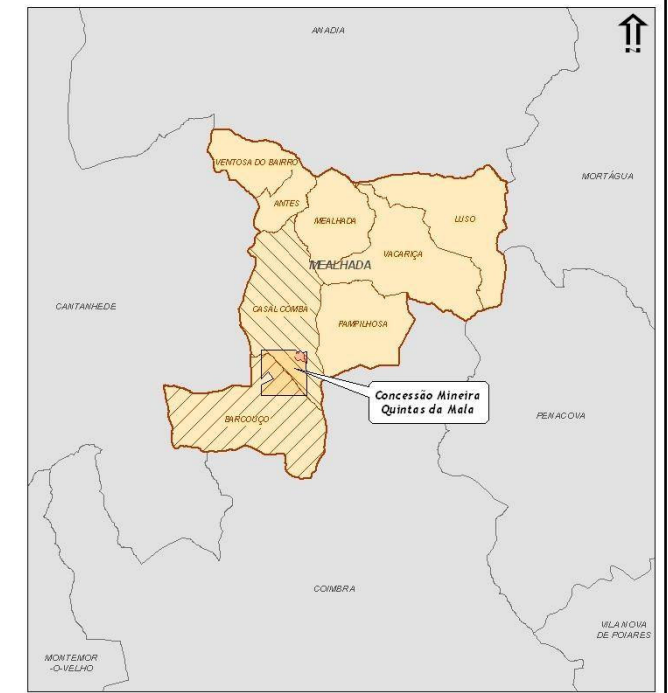 ANADIA
N
MORTÁGUA
VENTOSA DO BAIRRO
ANTES
MEALHADA
LUSO
VACARIÇA
MEALHADA
CANTANHEDE
CASAL COMBA
PAMPILHOSA
Concessão Mineira
Quintas da Mala
BARCOUÇO
PENACOVA
COIMBRA
VILA NOVA
DE POIARES
MONTEMOR
-O-VELHO